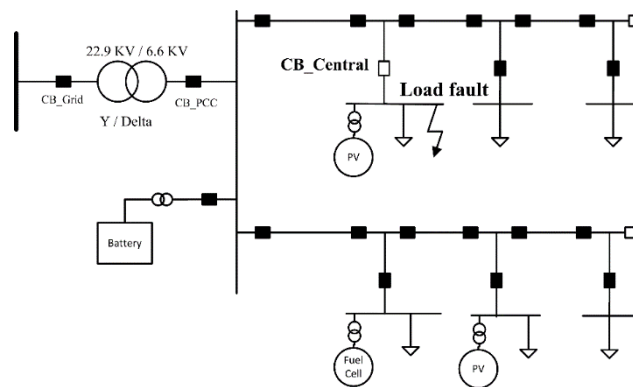 22.9 KV / 6.6 KV
CB_Grid
CB_PCC
Y / Delta
CB_Central
Load fault
PV
Battery
Fuel
Cell
PV